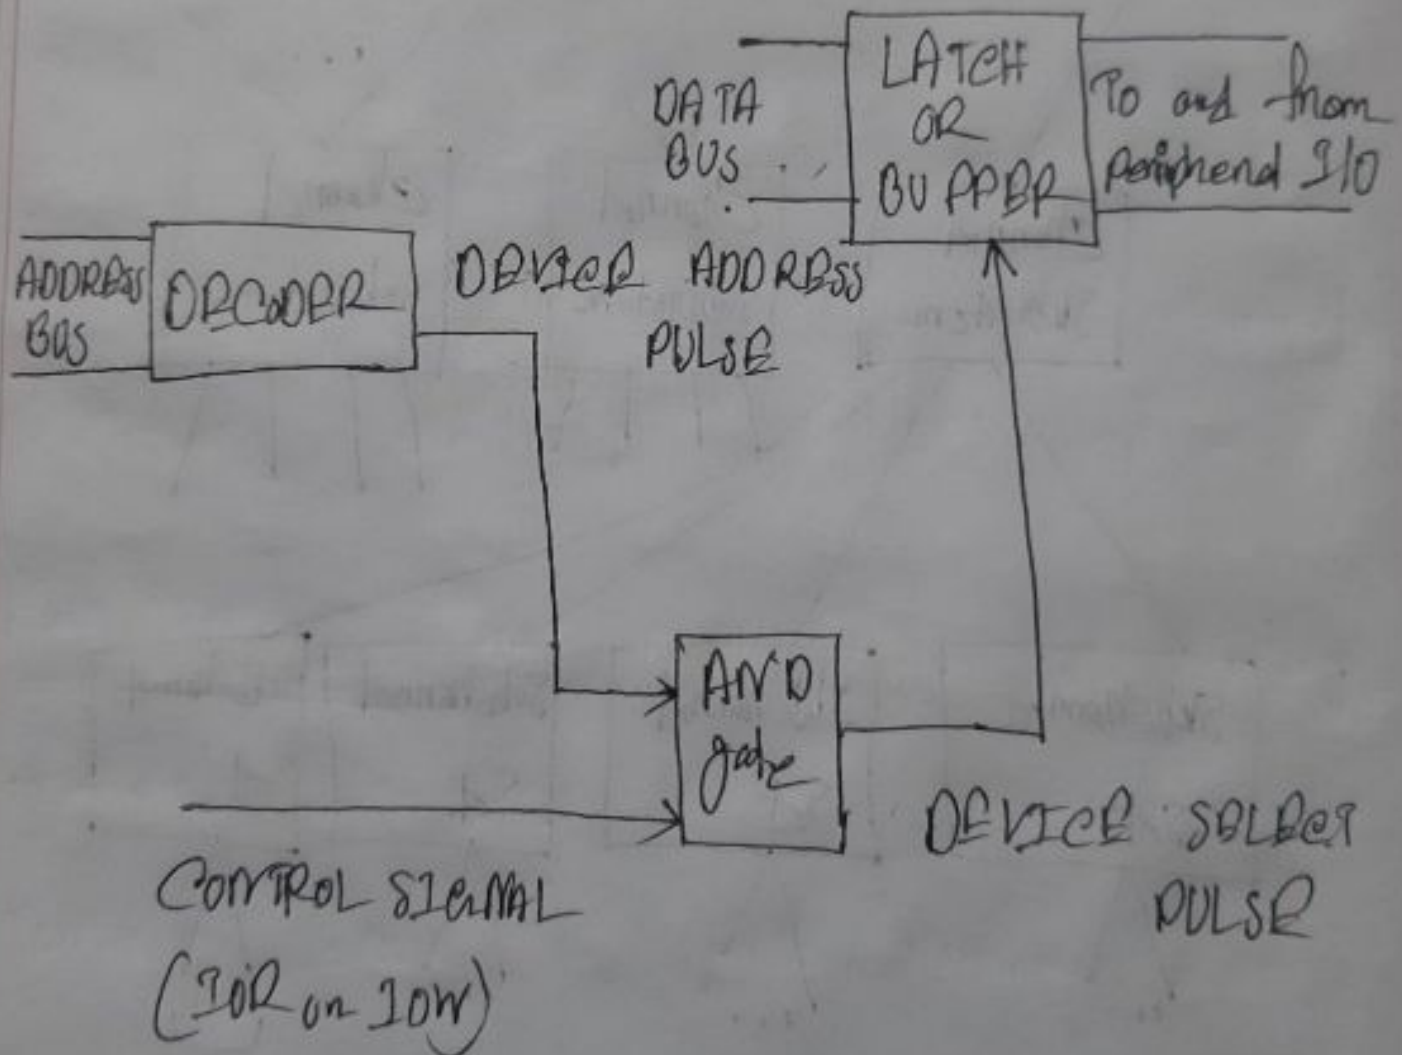 LATCH
OR
BUFFER
DATA
BUS
To and from
Peripheral I/O
ADDRESS
BUS
DECODER
DEVICE ADDRESS
PULSE
AND
gate
CONTROL SIGNAL
(IOR or IOW)
DEVICE SELECT
PULSE